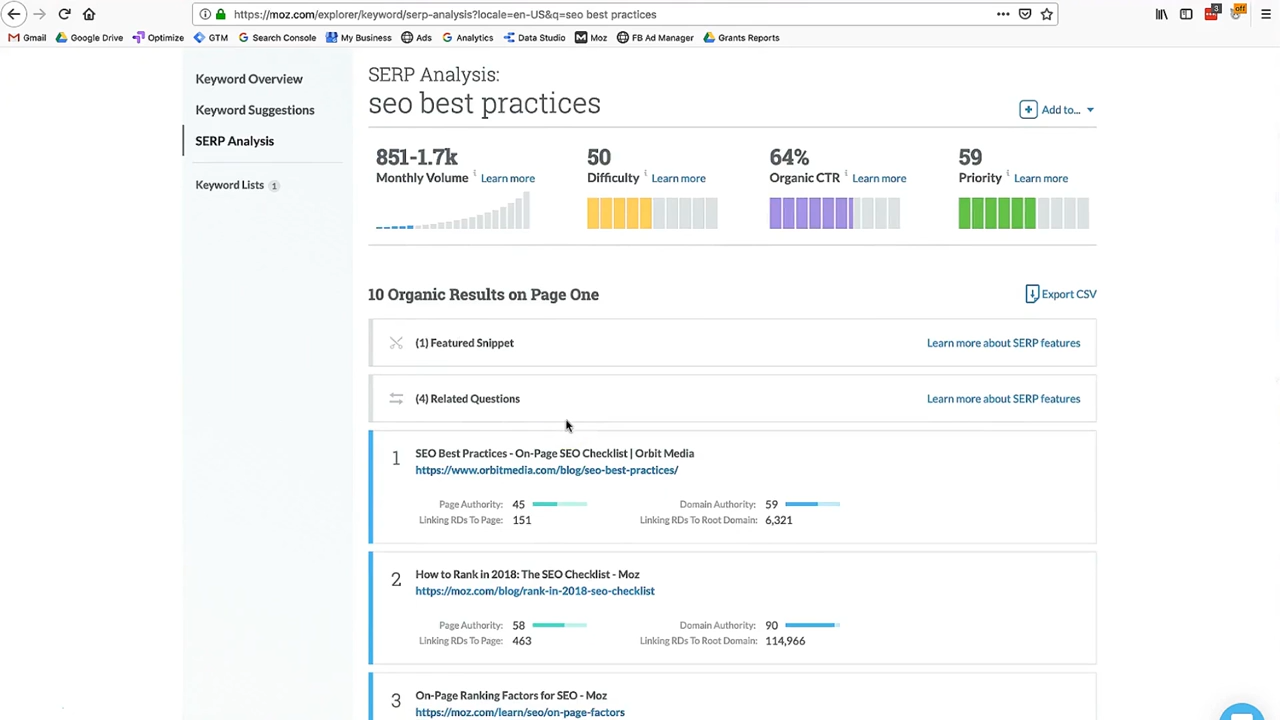 https://moz.com/explorer/keyword/serp-analysis?locale=en-US&q=seo best practices
3
off
Gmail Google Drive Optimize GTM Search Console My Business Ads Analytics Data Studio Moz FB Ad Manager Grants Reports
Keyword Overview
Keyword Suggestions
SERP Analysis
Keyword Lists 1
SERP Analysis:
seo best practices
Add to...
851-1.7k
Monthly Volume i Learn more
50
Difficulty i Learn more
64%
Organic CTR i Learn more
59
Priority i Learn more
10 Organic Results on Page One
Export CSV
(1) Featured Snippet Learn more about SERP features
(4) Related Questions Learn more about SERP features
1 SEO Best Practices - On-Page SEO Checklist | Orbit Media
https://www.orbitmedia.com/blog/seo-best-practices/
Page Authority: 45 Domain Authority: 59
Linking RDs To Page: 151 Linking RDs To Root Domain: 6,321
2 How to Rank in 2018: The SEO Checklist - Moz
https://moz.com/blog/rank-in-2018-seo-checklist
Page Authority: 58 Domain Authority: 90
Linking RDs To Page: 463 Linking RDs To Root Domain: 114,966
3 On-Page Ranking Factors for SEO - Moz
https://moz.com/learn/seo/on-page-factors